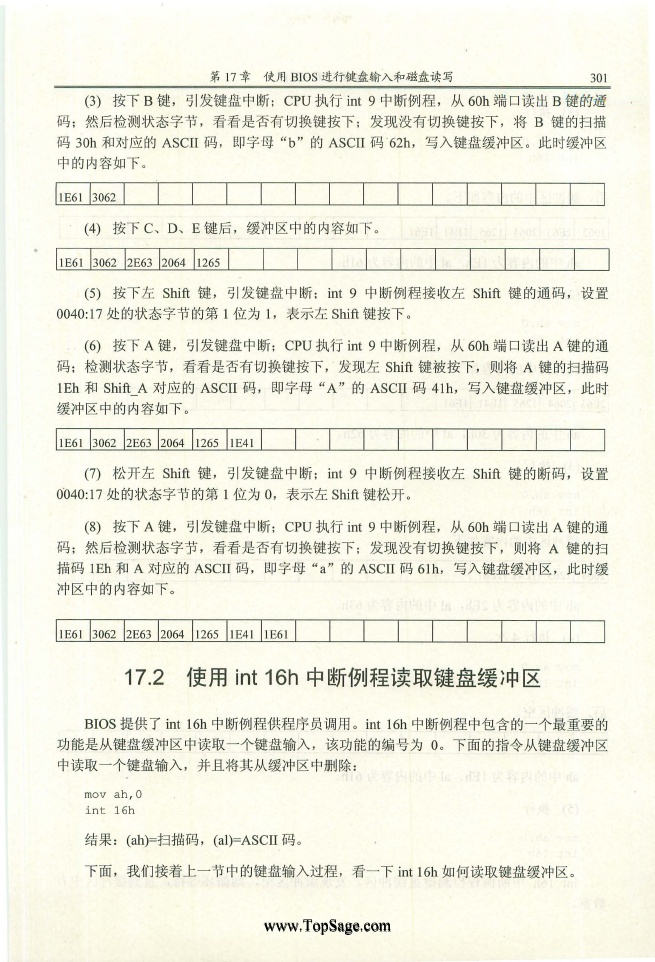 第 17 章 使用 BIOS 进行键盘输入和磁盘读写 301
(3) 按下 B 键，引发键盘中断；CPU 执行 int 9 中断例程，从 60h 端口读出 B 键的通
码；然后检测状态字节，看看是否有切换键按下；发现没有切换键按下，将 B 键的扫描
码 30h 和对应的 ASCII 码，即字母“b”的 ASCII 码 62h，写入键盘缓冲区。此时缓冲区
中的内容如下。
1E61 3062
(4) 按下 C、D、E 键后，缓冲区中的内容如下。
1E61 3062 2E63 2064 1265
(5) 按下左 Shift 键，引发键盘中断；int 9 中断例程接收左 Shift 键的通码，设置
0040:17 处的状态字节的第 1 位为 1，表示左 Shift 键按下。
(6) 按下 A 键，引发键盘中断；CPU 执行 int 9 中断例程，从 60h 端口读出 A 键的通
码；检测状态字节，看看是否有切换键按下，发现左 Shift 键被按下，则将 A 键的扫描码
1Eh 和 Shift_A 对应的 ASCII 码，即字母“A”的 ASCII 码 41h，写入键盘缓冲区，此时
缓冲区中的内容如下。
1E61 3062 2E63 2064 1265 1E41
(7) 松开左 Shift 键，引发键盘中断；int 9 中断例程接收左 Shift 键的断码，设置
0040:17 处的状态字节的第 1 位为 0，表示左 Shift 键松开。
(8) 按下 A 键，引发键盘中断；CPU 执行 int 9 中断例程，从 60h 端口读出 A 键的通
码；然后检测状态字节，看看是否有切换键按下；发现没有切换键按下，则将 A 键的扫
描码 1Eh 和 A 对应的 ASCII 码，即字母“a”的 ASCII 码 61h，写入键盘缓冲区，此时缓
冲区中的内容如下。
1E61 3062 2E63 2064 1265 1E41 1E61
17.2 使用 int 16h 中断例程读取键盘缓冲区
BIOS 提供了 int 16h 中断例程供程序员调用。int 16h 中断例程中包含的一个最重要的
功能是从键盘缓冲区中读取一个键盘输入，该功能的编号为 0。下面的指令从键盘缓冲区
中读取一个键盘输入，并且将其从缓冲区中删除：
mov ah,0
int 16h
结果：(ah)=扫描码，(al)=ASCII 码。
下面，我们接着上一节中的键盘输入过程，看一下 int 16h 如何读取键盘缓冲区。
www.TopSage.com